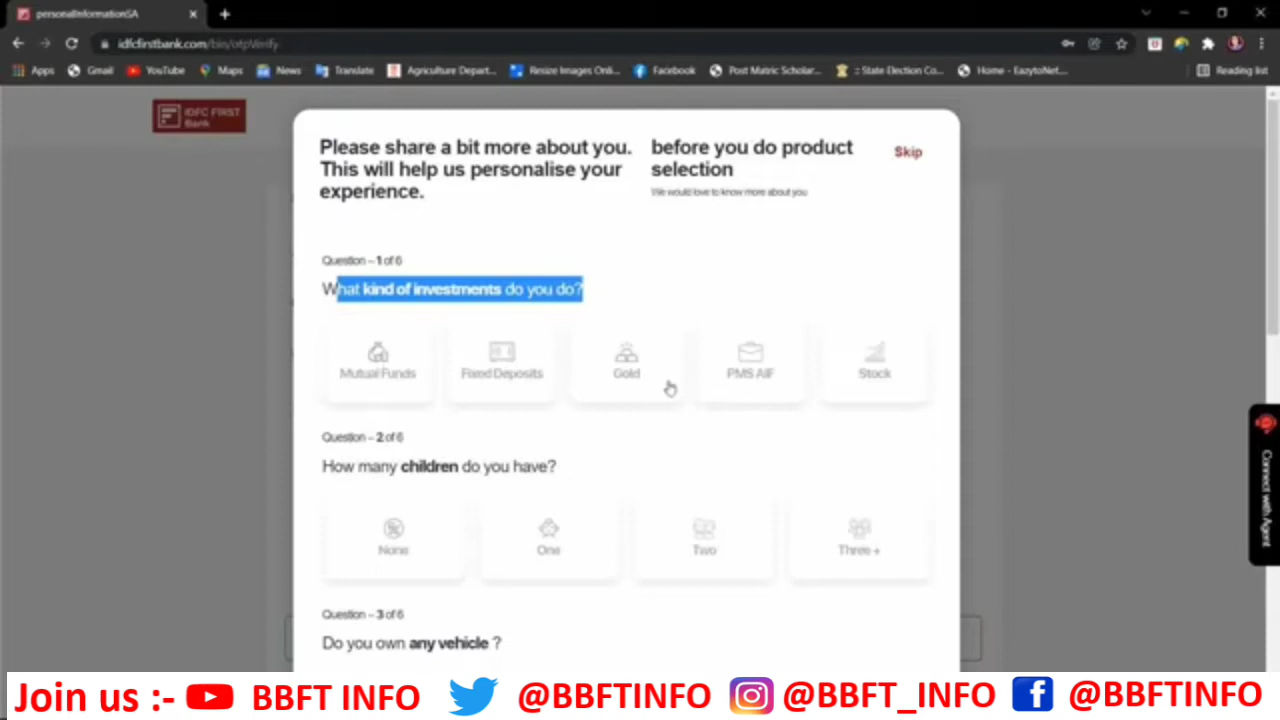 personalInformationSA
idfcfirstbank.com/bin/otpVerify
Apps Gmail YouTube Maps News Translate Agriculture Depart... Resize Images Onli... Facebook Post Matric Scholar... :: State Election Co... Home - EazytoNet... Reading list
IDFC FIRST
Bank
Please share a bit more about you.
This will help us personalise your
experience.
before you do product
selection
We would love to know more about you
Skip
Question – 1 of 6
What kind of investments do you do?
Mutual Funds Fixed Deposits Gold PMS AIF Stock
Question – 2 of 6
How many children do you have?
None One Two Three +
Question – 3 of 6
Do you own any vehicle ?
Connect with Agent
Join us :- BBFT INFO @BBFTINFO @BBFT_INFO @BBFTINFO